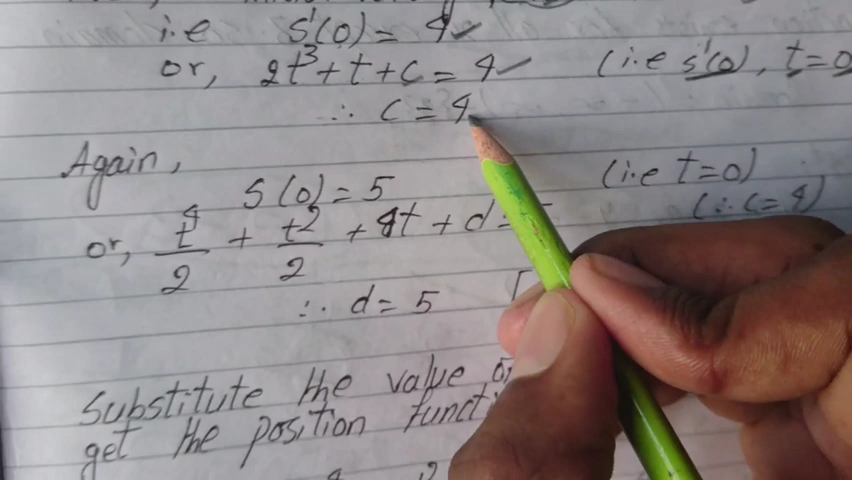 i.e s'(0) = 4
or, 2t³ + t + c = 4 (i.e s'(0), t = 0
∴ c = 4
Again,
s(0) = 5 (i.e t=0)
or, t⁴/2 + t²/2 + 4t + d = (∵ c = 4)
∴ d = 5 [
Substitute the value
get the position